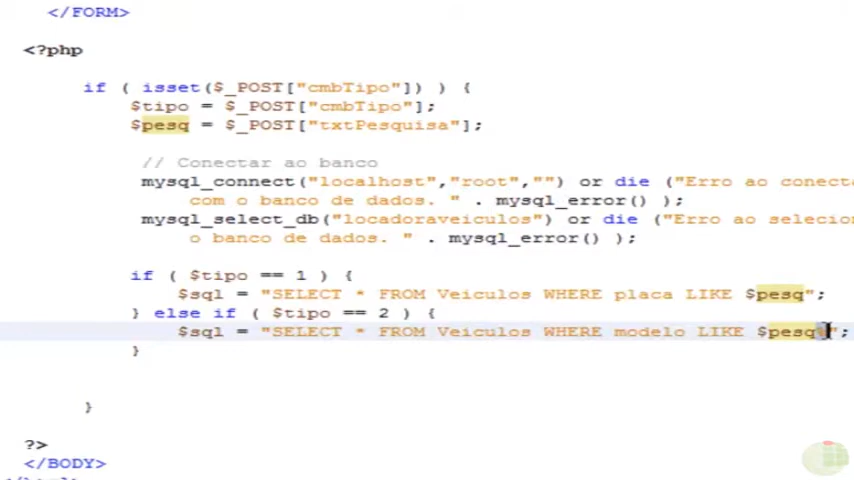 </FORM>
<?php
if ( isset($_POST["cmbTipo"]) ) {
$tipo = $_POST["cmbTipo"];
$pesq = $_POST["txtPesquisa"];
// Conectar ao banco
mysql_connect("localhost","root","") or die ("Erro ao conecta
com o banco de dados. " . mysql_error() );
mysql_select_db("locadoraveiculos") or die ("Erro ao selecion
o banco de dados. " . mysql_error() );
if ( $tipo == 1 ) {
$sql = "SELECT * FROM Veiculos WHERE placa LIKE $pesq";
} else if ( $tipo == 2 ) {
$sql = "SELECT * FROM Veiculos WHERE modelo LIKE $pesq";
}
}
?>
</BODY>